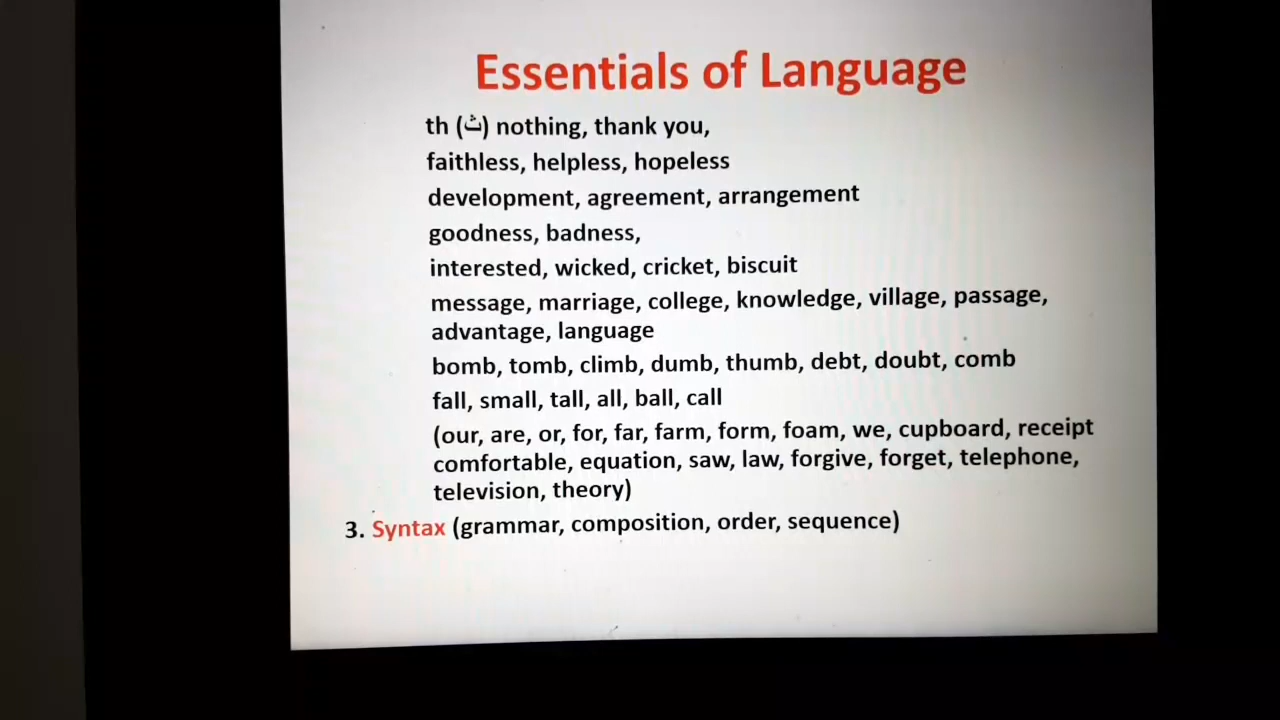 Essentials of Language
th (ث) nothing, thank you,
faithless, helpless, hopeless
development, agreement, arrangement
goodness, badness,
interested, wicked, cricket, biscuit
message, marriage, college, knowledge, village, passage,
advantage, language
bomb, tomb, climb, dumb, thumb, debt, doubt, comb
fall, small, tall, all, ball, call
(our, are, or, for, far, farm, form, foam, we, cupboard, receipt
comfortable, equation, saw, law, forgive, forget, telephone,
television, theory)
3. Syntax (grammar, composition, order, sequence)